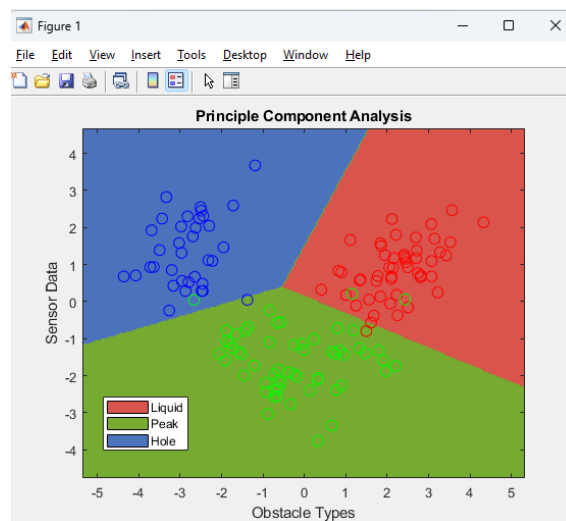 Figure 1
File Edit View Insert Tools Desktop Window Help
Principle Component Analysis
4
3
2
1
0
-1
-2
-3
-4
Sensor Data
Liquid
Peak
Hole
-5 -4 -3 -2 -1 0 1 2 3 4 5
Obstacle Types